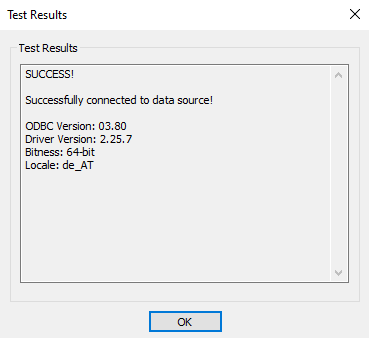 Test Results
Test Results
SUCCESS!
Successfully connected to data source!
ODBC Version: 03.80
Driver Version: 2.25.7
Bitness: 64-bit
Locale: de_AT
OK